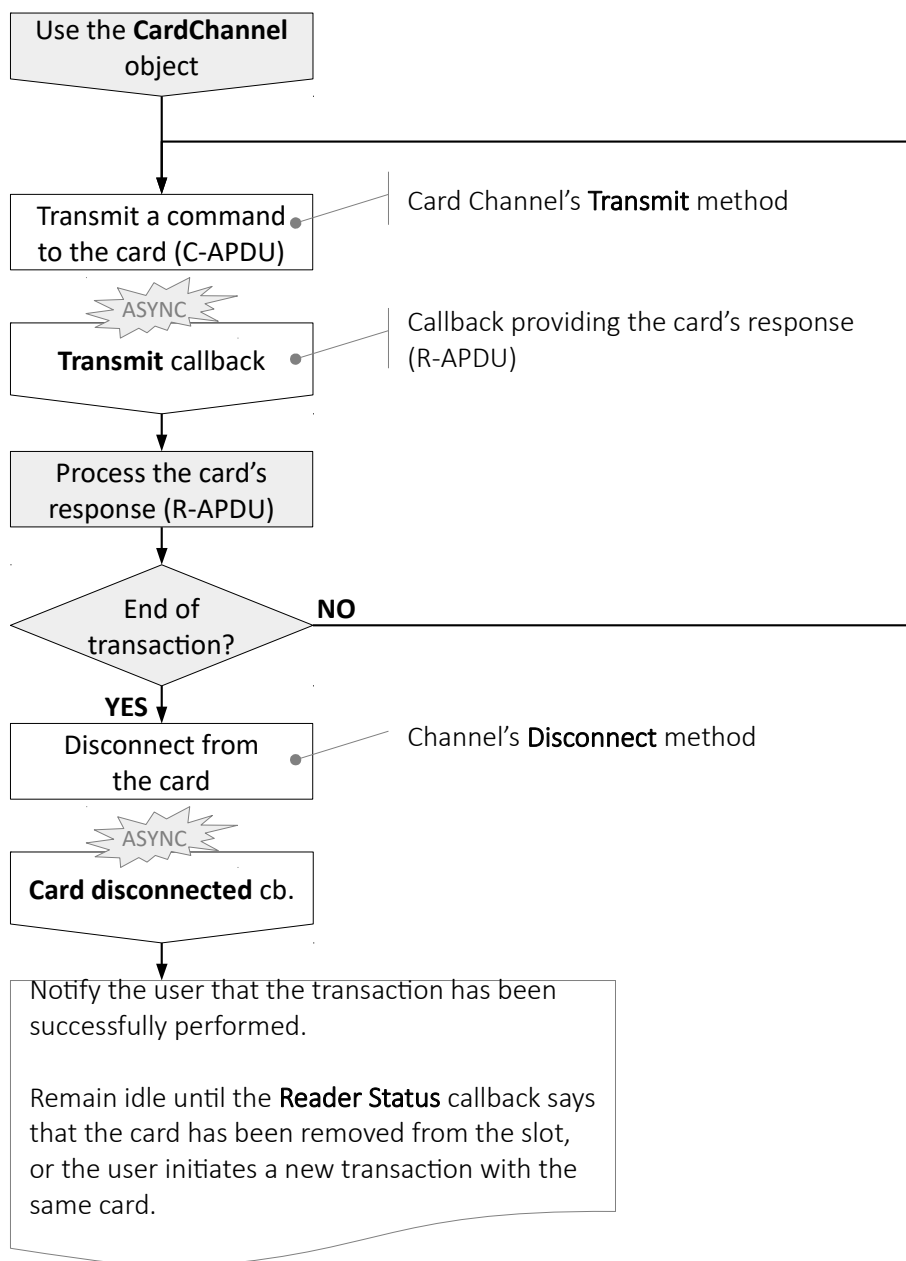 Use the CardChannel
object
Transmit a command
to the card (C-APDU)
Card Channel’s Transmit method
ASYNC
Transmit callback
Callback providing the card’s response
(R-APDU)
Process the card’s
response (R-APDU)
End of
transaction?
NO
YES
Disconnect from
the card
Channel’s Disconnect method
ASYNC
Card disconnected cb.
Notify the user that the transaction has been
successfully performed.
Remain idle until the Reader Status callback says
that the card has been removed from the slot,
or the user initiates a new transaction with the
same card.